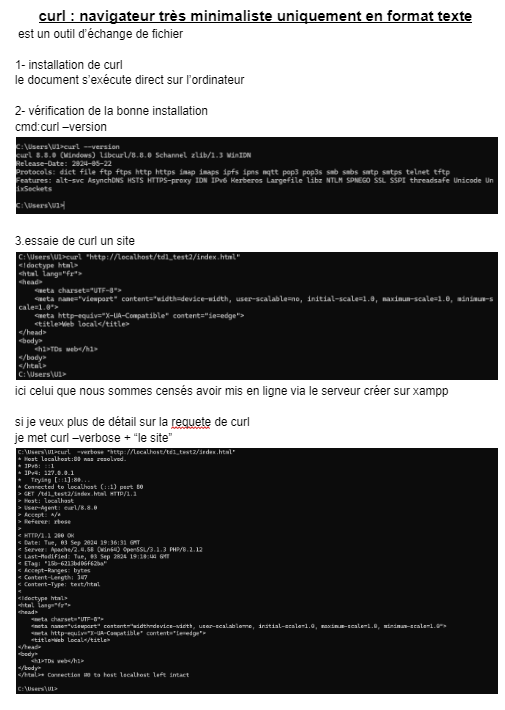 curl : navigateur très minimaliste uniquement en format texte
est un outil d'échange de fichier
1- installation de curl
le document s'exécute direct sur l'ordinateur
2- vérification de la bonne installation
cmd:curl –version
C:\Users\U1>curl --version
curl 8.8.0 (Windows) libcurl/8.8.0 Schannel zlib/1.3 WinIDN
Release-Date: 2024-05-22
Protocols: dict file ftp ftps http https imap imaps ipfs ipns mqtt pop3 pop3s smb smbs smtp smtps telnet tftp
Features: alt-svc AsynchDNS HSTS HTTPS-proxy IDN IPv6 Kerberos Largefile libz NTLM SPNEGO SSL SSPI threadsafe Unicode Un
ixSockets
C:\Users\U1>
3.essaie de curl un site
C:\Users\U1>curl "http://localhost/td1_test2/index.html"
<!doctype html>
<html lang="fr">
<head>
<meta charset="UTF-8">
<meta name="viewport" content="width=device-width, user-scalable=no, initial-scale=1.0, maximum-scale=1.0, minimum-s
cale=1.0">
<meta http-equiv="X-UA-Compatible" content="ie=edge">
<title>Web local</title>
</head>
<body>
<h1>TDs web</h1>
</body>
</html>
C:\Users\U1>
ici celui que nous sommes censés avoir mis en ligne via le serveur créer sur xampp
si je veux plus de détail sur la requete de curl
je met curl –verbose + “le site”
C:\Users\U1>curl -verbose "http://localhost/td1_test2/index.html"
* Host localhost:80 was resolved.
* IPv6: ::1
* IPv4: 127.0.0.1
* Trying [::1]:80...
* Connected to localhost (::1) port 80
> GET /td1_test2/index.html HTTP/1.1
> Host: localhost
> User-Agent: curl/8.8.0
> Accept: */*
> Referer: rbose
>
< HTTP/1.1 200 OK
< Date: Tue, 03 Sep 2024 19:36:31 GMT
< Server: Apache/2.4.58 (Win64) OpenSSL/3.1.3 PHP/8.2.12
< Last-Modified: Tue, 03 Sep 2024 19:10:44 GMT
< ETag: "15b-6213bd06f62ba"
< Accept-Ranges: bytes
< Content-Length: 347
< Content-Type: text/html
<
<!doctype html>
<html lang="fr">
<head>
<meta charset="UTF-8">
<meta name="viewport" content="width=device-width, user-scalable=no, initial-scale=1.0, maximum-scale=1.0, minimum-scale=1.0">
<meta http-equiv="X-UA-Compatible" content="ie=edge">
<title>Web local</title>
</head>
<body>
<h1>TDs web</h1>
</body>
</html>* Connection #0 to host localhost left intact
C:\Users\U1>